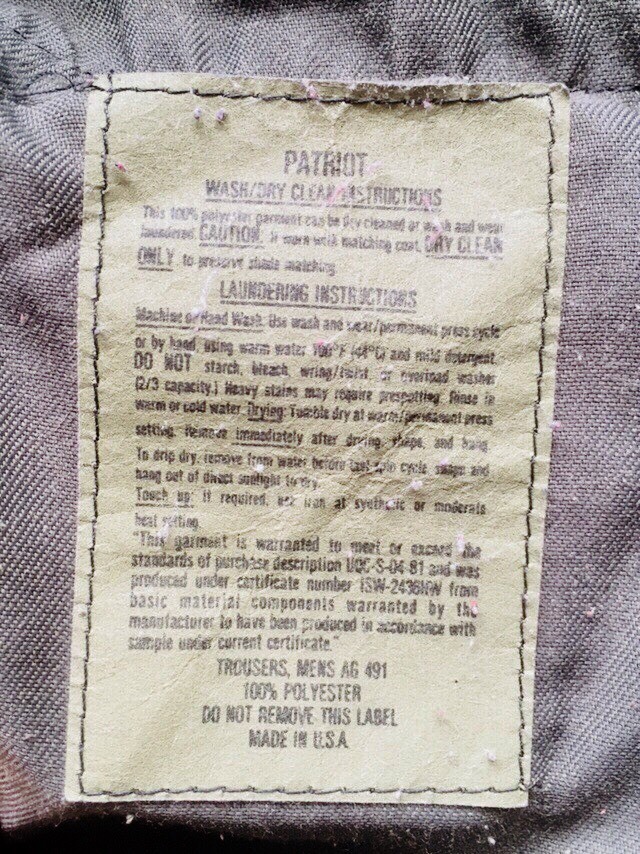 PATRIOT
WASH/DRY CLEAN INSTRUCTIONS
This 100% polyester garment can be dry cleaned or wash and wear
laundered. CAUTION: If worn with matching coat, DRY CLEAN
ONLY to preserve shade matching.
LAUNDERING INSTRUCTIONS
Machine or Hand Wash: Use wash and wear/permanent press cycle
or by hand using warm water and mild detergent.
DO NOT starch, bleach, wring/twist, or overload washer
(2/3 capacity.) Heavy stains may require prespotting. Rinse in
warm or cold water. Drying: Tumble dry at warm/permanent press
setting. Remove immediately after drying, shape, and hang.
To drip dry, remove from water before last spin cycle, shape and
hang out of direct sunlight to dry.
Touch up: If required, use iron at synthetic or moderate
heat setting.
"This garment is warranted to meet or exceed the
standards of purchase description and was
produced under certificate number from
basic material components warranted by the
manufacturer to have been produced in accordance with
sample under current certificate."
TROUSERS, MENS AG 491
100% POLYESTER
DO NOT REMOVE THIS LABEL
MADE IN U.S.A.